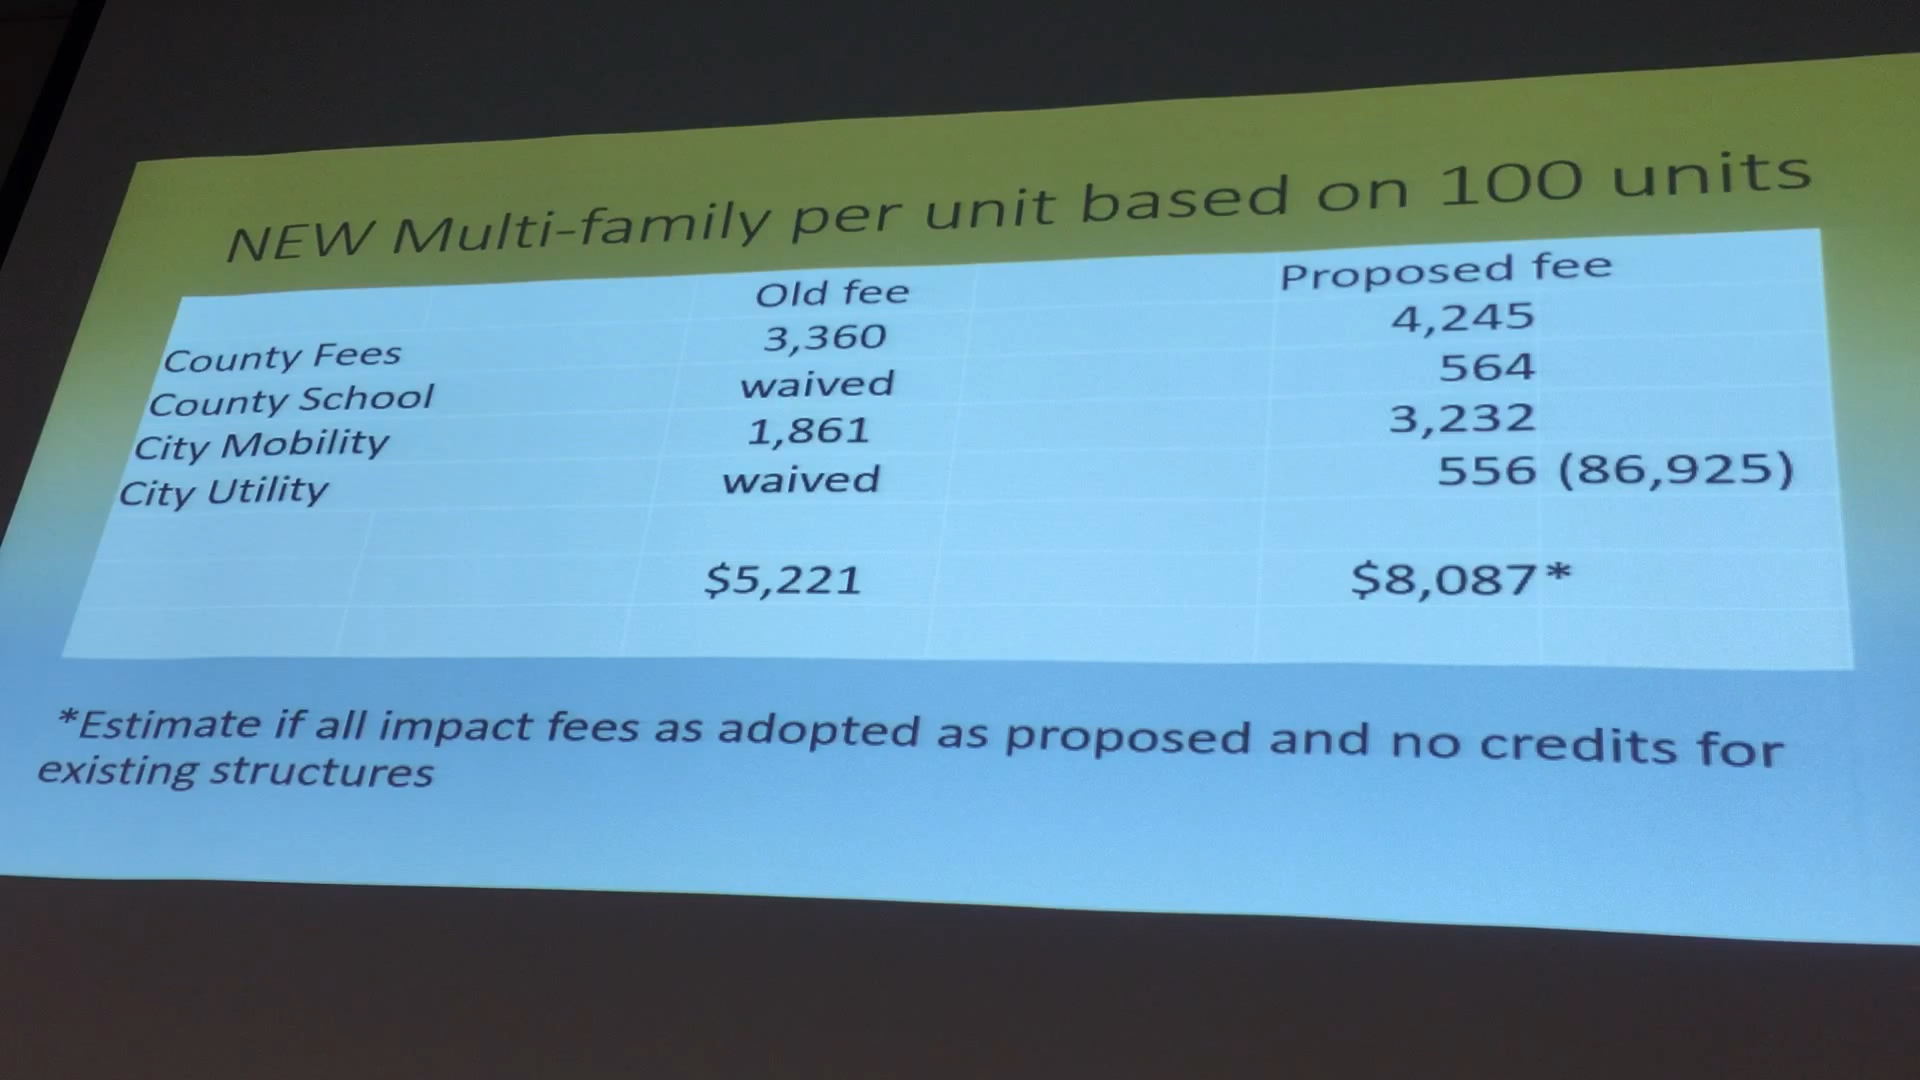 NEW Multi-family per unit based on 100 units
Old fee Proposed fee
County Fees 3,360 4,245
County School waived 564
City Mobility 1,861 3,232
City Utility waived 556 (86,925)
$5,221 $8,087*
*Estimate if all impact fees as adopted as proposed and no credits for
existing structures